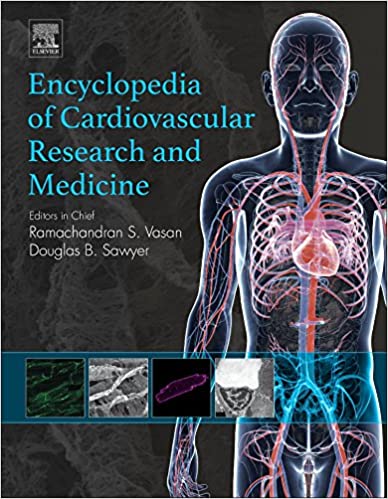 ELSEVIER
Encyclopedia
of Cardiovascular
Research and
Medicine
Editors in Chief
Ramachandran S. Vasan
Douglas B. Sawyer